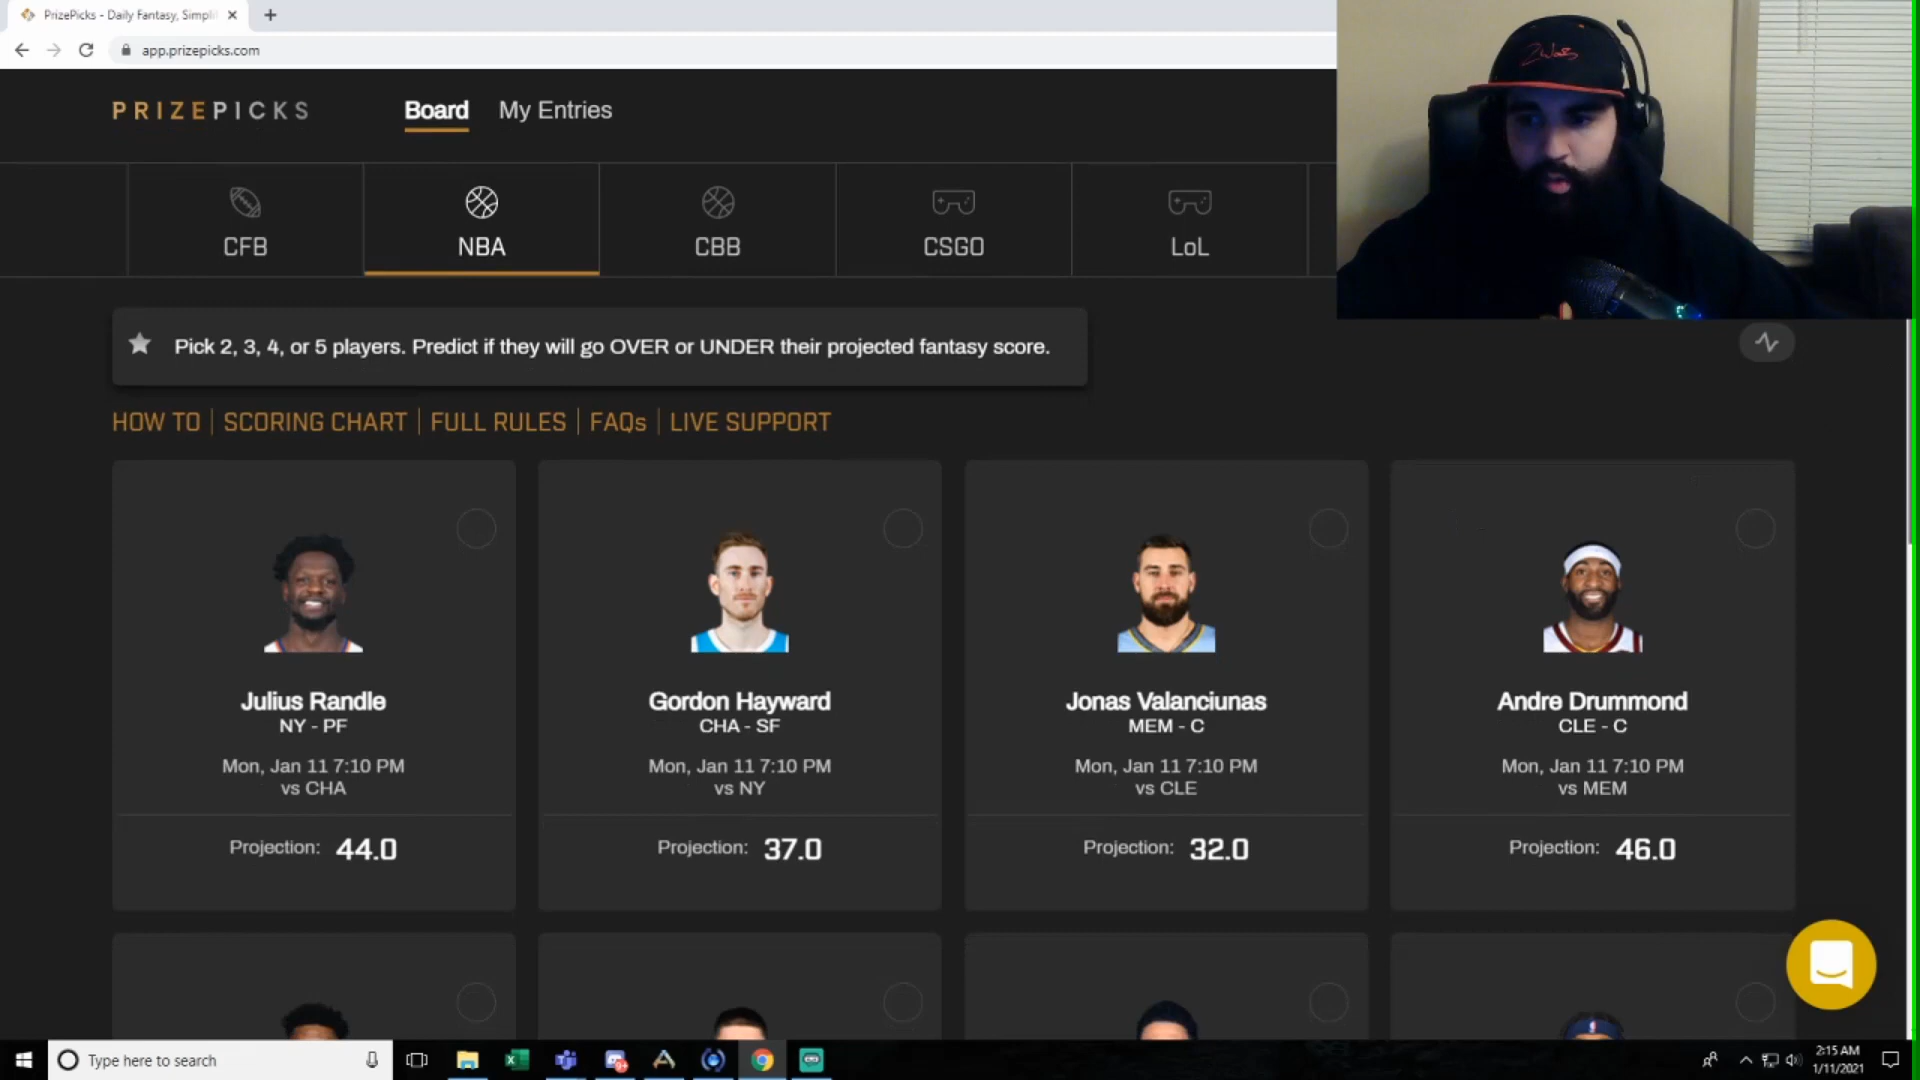 PrizePicks - Daily Fantasy, Simpli
app.prizepicks.com
PRIZEPICKS
Board
My Entries
CFB
NBA
CBB
CSGO
LoL
Pick 2, 3, 4, or 5 players. Predict if they will go OVER or UNDER their projected fantasy score.
HOW TO | SCORING CHART | FULL RULES | FAQs | LIVE SUPPORT
Julius Randle
NY - PF
Mon, Jan 11 7:10 PM
vs CHA
Projection: 44.0
Gordon Hayward
CHA - SF
Mon, Jan 11 7:10 PM
vs NY
Projection: 37.0
Jonas Valanciunas
MEM - C
Mon, Jan 11 7:10 PM
vs CLE
Projection: 32.0
Andre Drummond
CLE - C
Mon, Jan 11 7:10 PM
vs MEM
Projection: 46.0
Type here to search
2:15 AM
1/11/2021